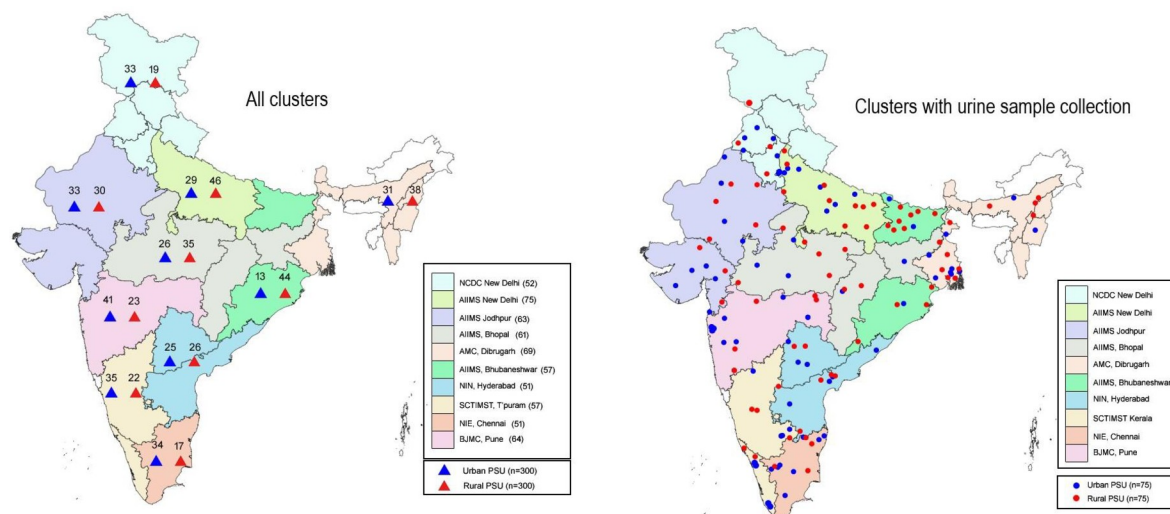 33 19
All clusters
33 30
29 46
31 38
26 35
13 44
41 23
25 26
35 22
34 17
NCDC New Delhi (52)
AIIMS New Delhi (75)
AIIMS Jodhpur (63)
AIIMS, Bhopal (61)
AMC, Dibrugarh (69)
AIIMS, Bhubaneshwar (57)
NIN, Hyderabad (51)
SCTIMST, T'puram (57)
NIE, Chennai (51)
BJMC, Pune (64)
Urban PSU (n=300)
Rural PSU (n=300)
Clusters with urine sample collection
NCDC New Delhi
AIIMS New Delhi
AIIMS Jodhpur
AIIMS, Bhopal
AMC, Dibrugarh
AIIMS, Bhubaneshwar
NIN, Hyderabad
SCTIMST Kerala
NIE, Chennai
BJMC, Pune
Urban PSU (n=75)
Rural PSU (n=75)